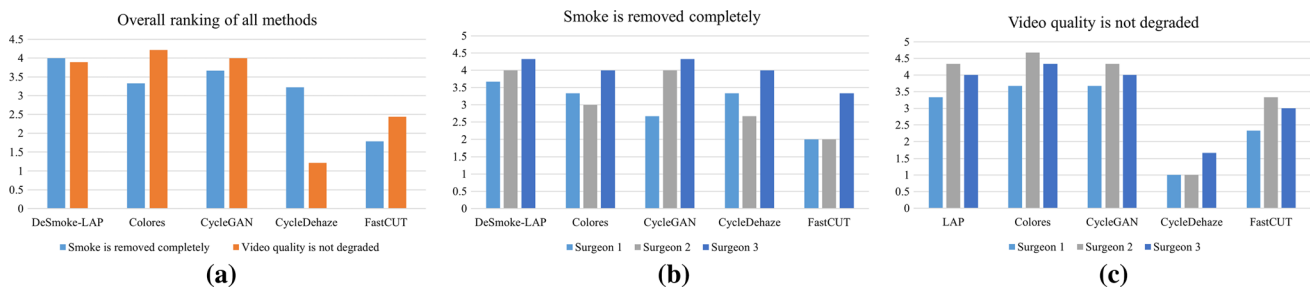 Overall ranking of all methods
4.5
4
3.5
3
2.5
2
1.5
1
0.5
0
DeSmoke-LAP Colores CycleGAN CycleDehaze FastCUT
Smoke is removed completely Video quality is not degraded
(a)
Smoke is removed completely
5
4.5
4
3.5
3
2.5
2
1.5
1
0.5
0
DeSmoke-LAP Colores CycleGAN CycleDehaze FastCUT
Surgeon 1 Surgeon 2 Surgeon 3
(b)
Video quality is not degraded
5
4.5
4
3.5
3
2.5
2
1.5
1
0.5
0
LAP Colores CycleGAN CycleDehaze FastCUT
Surgeon 1 Surgeon 2 Surgeon 3
(c)